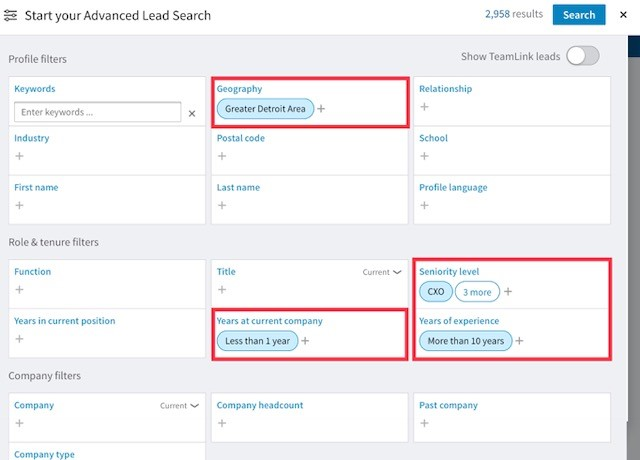 Start your Advanced Lead Search 2,958 results Search ×
Profile filters Show TeamLink leads
Keywords Geography Relationship
Enter keywords ... × Greater Detroit Area + +
Industry Postal code School
+ + +
First name Last name Profile language
+ + +
Role & tenure filters
Function Title Current Seniority level
+ + CXO 3 more +
Years in current position Years at current company Years of experience
+ Less than 1 year + More than 10 years +
Company filters
Company Current Company headcount Past company
+ + +
Company type